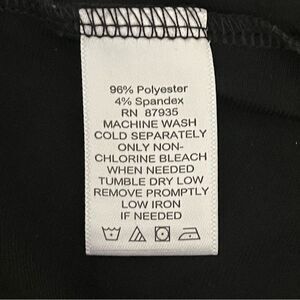 96% Polyester
4% Spandex
RN 87935
MACHINE WASH
COLD SEPARATELY
ONLY NON-
CHLORINE BLEACH
WHEN NEEDED
TUMBLE DRY LOW
REMOVE PROMPTLY
LOW IRON
IF NEEDED